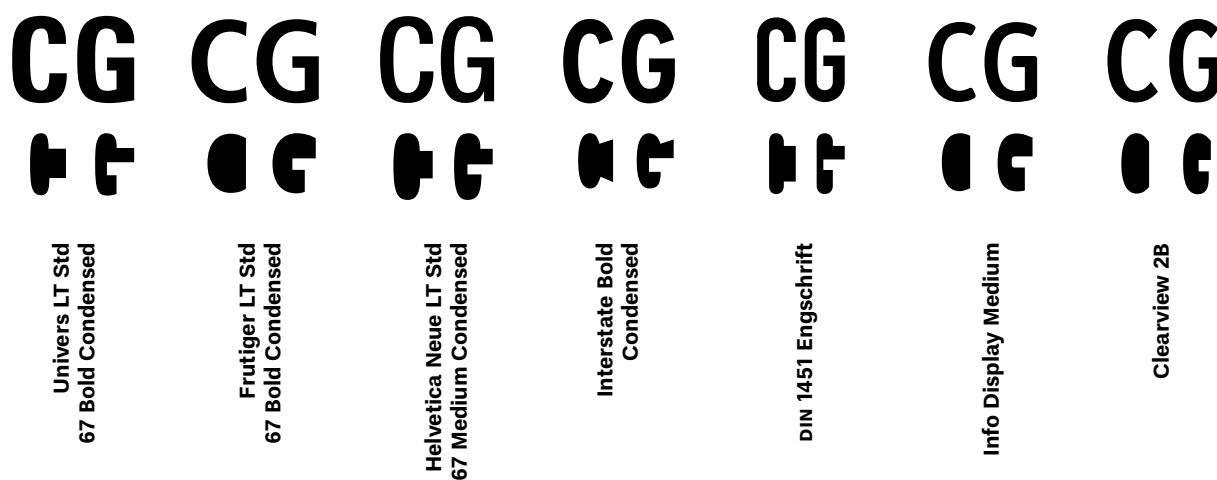 CG CG CG CG CG CG CG
Univers LT Std
67 Bold Condensed
Frutiger LT Std
67 Bold Condensed
Helvetica Neue LT Std
67 Medium Condensed
Interstate Bold
Condensed
DIN 1451 Engschrift
Info Display Medium
Clearview 2B